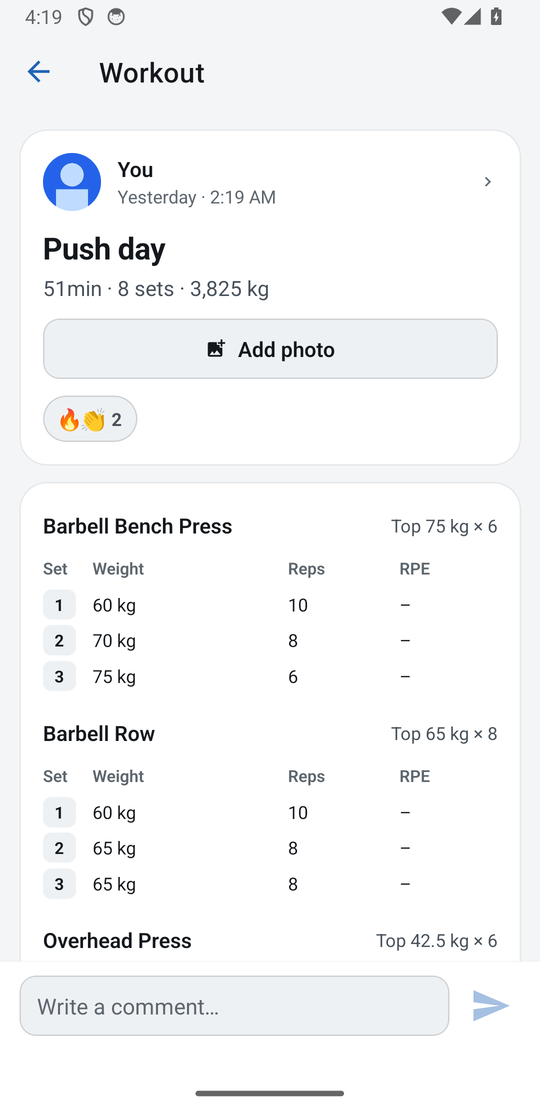 4:19
Workout
You
Yesterday · 2:19 AM
Push day
51min · 8 sets · 3,825 kg
Add photo
🔥👏 2
Barbell Bench Press Top 75 kg × 6
Set Weight Reps RPE
1 60 kg 10 –
2 70 kg 8 –
3 75 kg 6 –
Barbell Row Top 65 kg × 8
Set Weight Reps RPE
1 60 kg 10 –
2 65 kg 8 –
3 65 kg 8 –
Overhead Press Top 42.5 kg × 6
Write a comment…